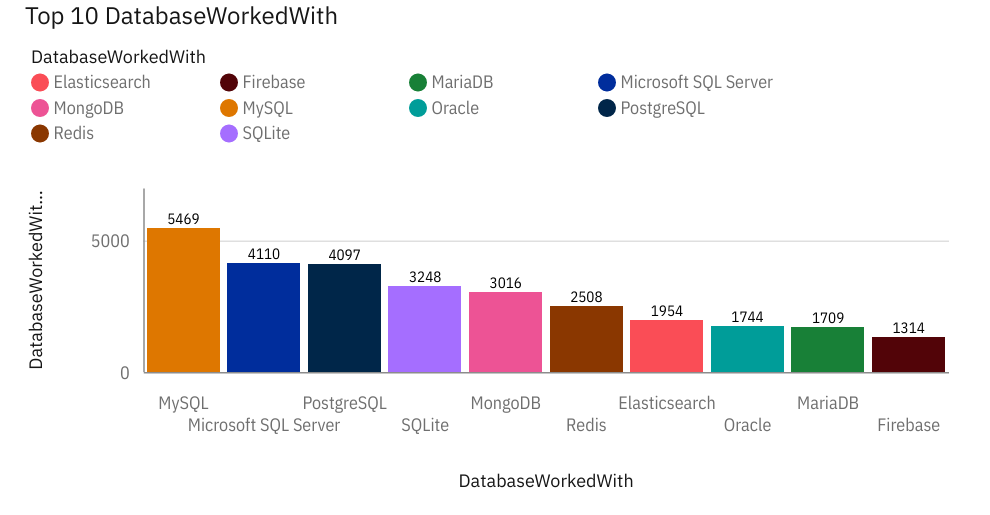 Top 10 DatabaseWorkedWith
DatabaseWorkedWith
Elasticsearch Firebase MariaDB Microsoft SQL Server
MongoDB MySQL Oracle PostgreSQL
Redis SQLite
DatabaseWorkedWit...
5000
0
5469
4110
4097
3248
3016
2508
1954
1744
1709
1314
MySQL PostgreSQL MongoDB Elasticsearch MariaDB
Microsoft SQL Server SQLite Redis Oracle Firebase
DatabaseWorkedWith